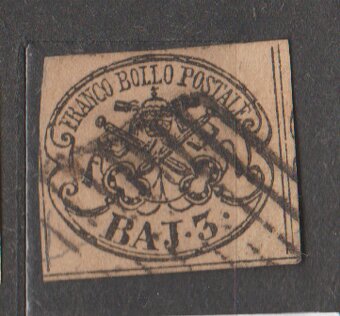 FRANCO BOLLO POSTALE
BAJ. 3.